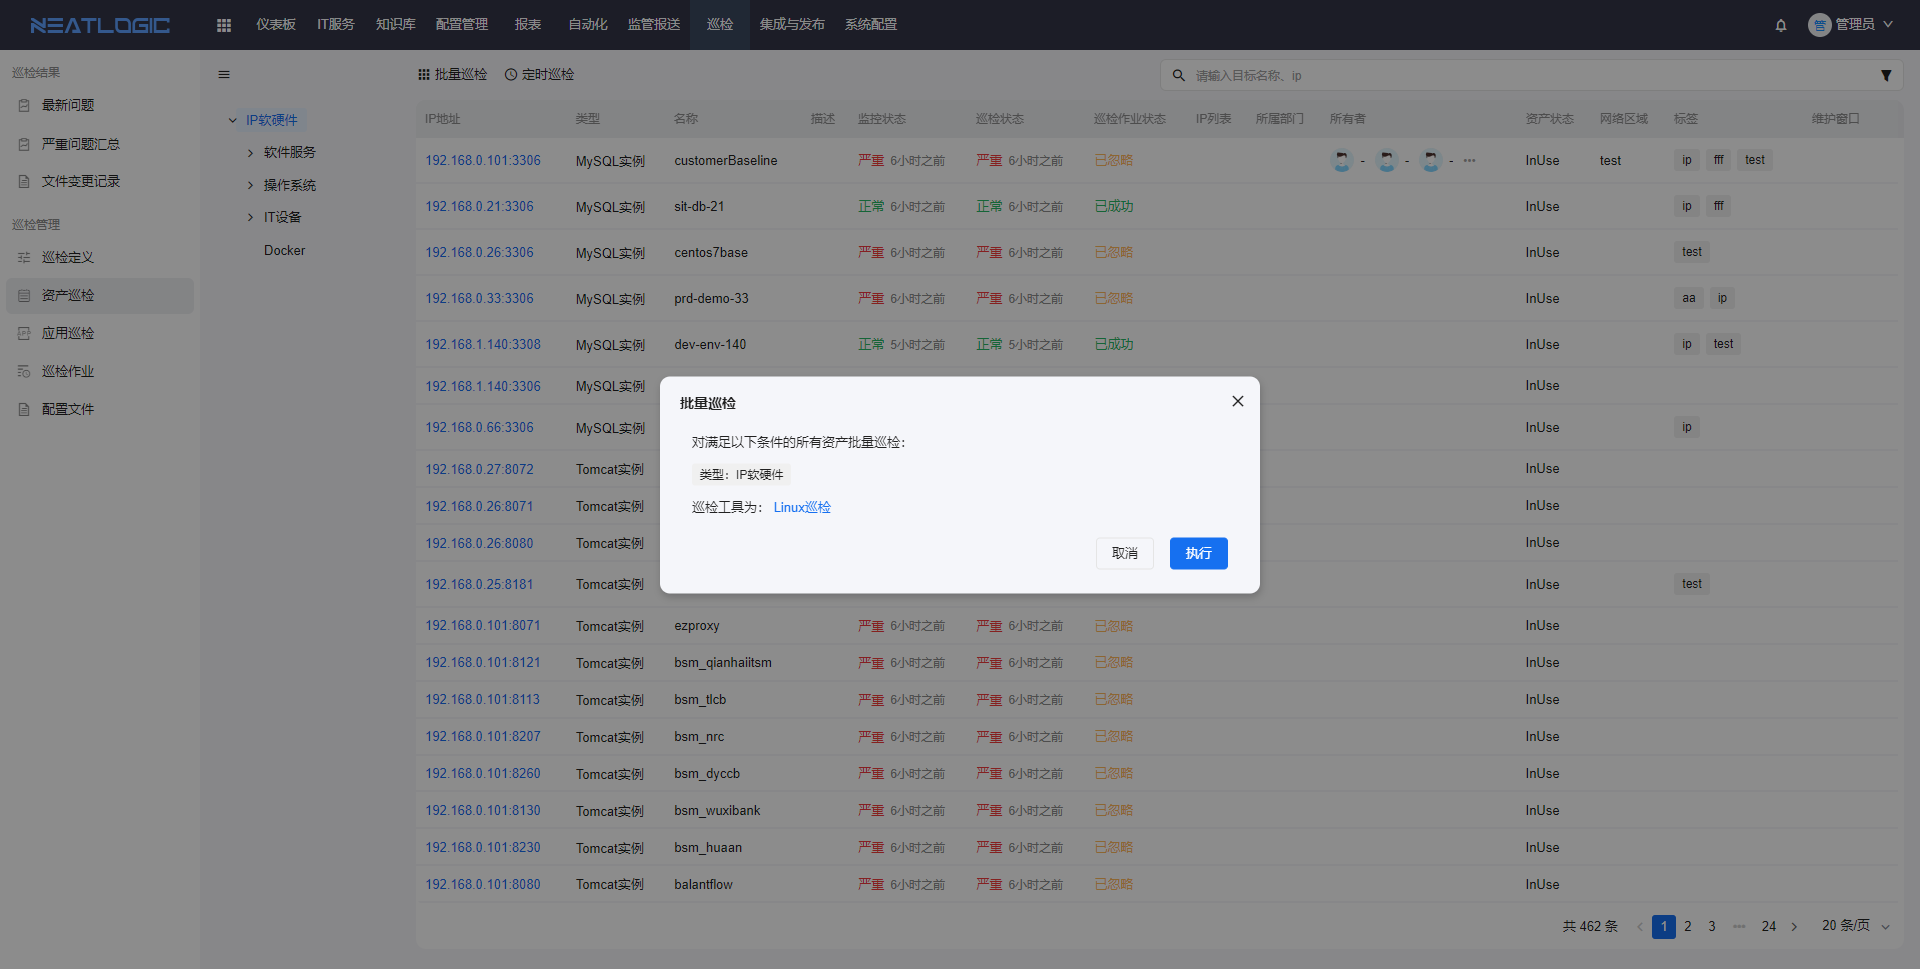 NEATLOGIC 仪表板 IT服务 知识库 配置管理 报表 自动化 监管报送 巡检 集成与发布 系统配置 管 管理员
巡检结果
最新问题
严重问题汇总
文件变更记录
巡检管理
巡检定义
资产巡检
应用巡检
巡检作业
配置文件
IP软硬件
软件服务
操作系统
IT设备
Docker
批量巡检 定时巡检 请输入目标名称、ip
IP地址 类型 名称 描述 监控状态 巡检状态 巡检作业状态 IP列表 所属部门 所有者 资产状态 网络区域 标签 维护窗口
192.168.0.101:3306 MySQL实例 customerBaseline 严重 6小时之前 严重 6小时之前 已忽略 - - - ··· InUse test ip fff test
192.168.0.21:3306 MySQL实例 sit-db-21 正常 6小时之前 正常 6小时之前 已成功 InUse ip fff
192.168.0.26:3306 MySQL实例 centos7base 严重 6小时之前 严重 6小时之前 已忽略 InUse test
192.168.0.33:3306 MySQL实例 prd-demo-33 严重 6小时之前 严重 6小时之前 已忽略 InUse aa ip
192.168.1.140:3308 MySQL实例 dev-env-140 正常 5小时之前 正常 5小时之前 已成功 InUse ip test
192.168.1.140:3306 MySQL实例 InUse
192.168.0.66:3306 MySQL实例 InUse ip
192.168.0.27:8072 Tomcat实例 InUse
192.168.0.26:8071 Tomcat实例 InUse
192.168.0.26:8080 Tomcat实例 InUse
192.168.0.25:8181 Tomcat实例 InUse test
192.168.0.101:8071 Tomcat实例 ezproxy 严重 6小时之前 严重 6小时之前 已忽略 InUse
192.168.0.101:8121 Tomcat实例 bsm_qianhaiitsm 严重 6小时之前 严重 6小时之前 已忽略 InUse
192.168.0.101:8113 Tomcat实例 bsm_tlcb 严重 6小时之前 严重 6小时之前 已忽略 InUse
192.168.0.101:8207 Tomcat实例 bsm_nrc 严重 6小时之前 严重 6小时之前 已忽略 InUse
192.168.0.101:8260 Tomcat实例 bsm_dyccb 严重 6小时之前 严重 6小时之前 已忽略 InUse
192.168.0.101:8130 Tomcat实例 bsm_wuxibank 严重 6小时之前 严重 6小时之前 已忽略 InUse
192.168.0.101:8230 Tomcat实例 bsm_huaan 严重 6小时之前 严重 6小时之前 已忽略 InUse
192.168.0.101:8080 Tomcat实例 balantflow 严重 6小时之前 严重 6小时之前 已忽略 InUse
共 462 条 1 2 3 ··· 24 20 条/页
批量巡检
对满足以下条件的所有资产批量巡检：
类型：IP软硬件
巡检工具为： Linux巡检
取消 执行